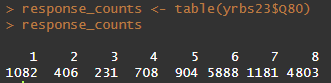 > response_counts <- table(yrbs23$Q80)
> response_counts
1 2 3 4 5 6 7 8
1082 406 231 708 904 5888 1181 4803